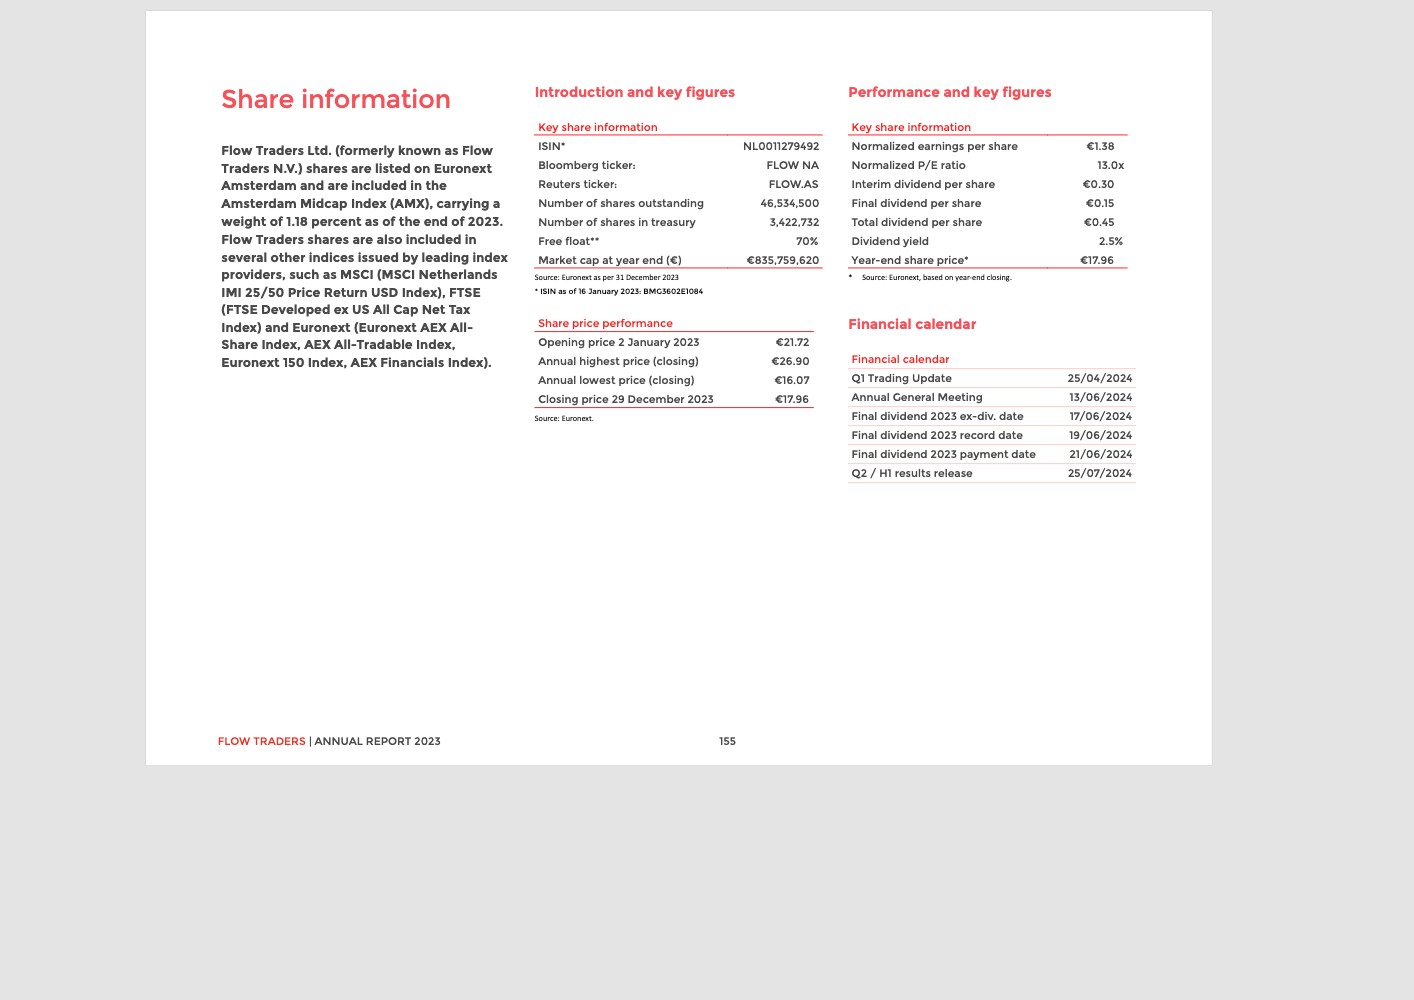 Share information
Flow Traders Ltd. (formerly known as Flow
Traders N.V.) shares are listed on Euronext
Amsterdam and are included in the
Amsterdam Midcap Index (AMX), carrying a
weight of 1.18 percent as of the end of 2023.
Flow Traders shares are also included in
several other indices issued by leading index
providers, such as MSCI (MSCI Netherlands
IMI 25/50 Price Return USD Index), FTSE
(FTSE Developed ex US All Cap Net Tax
Index) and Euronext (Euronext AEX All-
Share Index, AEX All-Tradable Index,
Euronext 150 Index, AEX Financials Index).
Introduction and key figures
Key share information
ISIN* NL0011279492
Bloomberg ticker: FLOW NA
Reuters ticker: FLOW.AS
Number of shares outstanding 46,534,500
Number of shares in treasury 3,422,732
Free float** 70%
Market cap at year end (€) €835,759,620
Source: Euronext as per 31 December 2023
* ISIN as of 16 January 2023: BMG3602E1084
Share price performance
Opening price 2 January 2023 €21.72
Annual highest price (closing) €26.90
Annual lowest price (closing) €16.07
Closing price 29 December 2023 €17.96
Source: Euronext.
Performance and key figures
Key share information
Normalized earnings per share €1.38
Normalized P/E ratio 13.0x
Interim dividend per share €0.30
Final dividend per share €0.15
Total dividend per share €0.45
Dividend yield 2.5%
Year-end share price* €17.96
* Source: Euronext, based on year-end closing.
Financial calendar
Financial calendar
Q1 Trading Update 25/04/2024
Annual General Meeting 13/06/2024
Final dividend 2023 ex-div. date 17/06/2024
Final dividend 2023 record date 19/06/2024
Final dividend 2023 payment date 21/06/2024
Q2 / H1 results release 25/07/2024
FLOW TRADERS | ANNUAL REPORT 2023
155